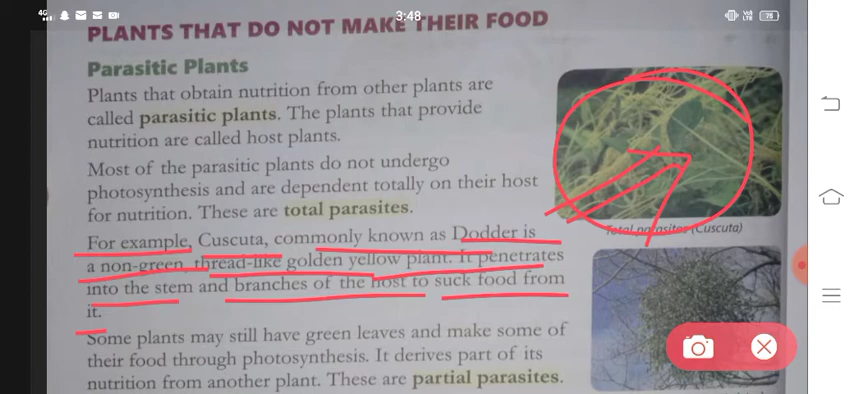 3:48
PLANTS THAT DO NOT MAKE THEIR FOOD
Parasitic Plants
Plants that obtain nutrition from other plants are
called parasitic plants. The plants that provide
nutrition are called host plants.
Most of the parasitic plants do not undergo
photosynthesis and are dependent totally on their host
for nutrition. These are total parasites.
For example, Cuscuta, commonly known as Dodder is
a non-green, thread-like golden yellow plant. It penetrates
into the stem and branches of the host to suck food from
it.
Some plants may still have green leaves and make some of
their food through photosynthesis. It derives part of its
nutrition from another plant. These are partial parasites.
Total parasites (Cuscuta)